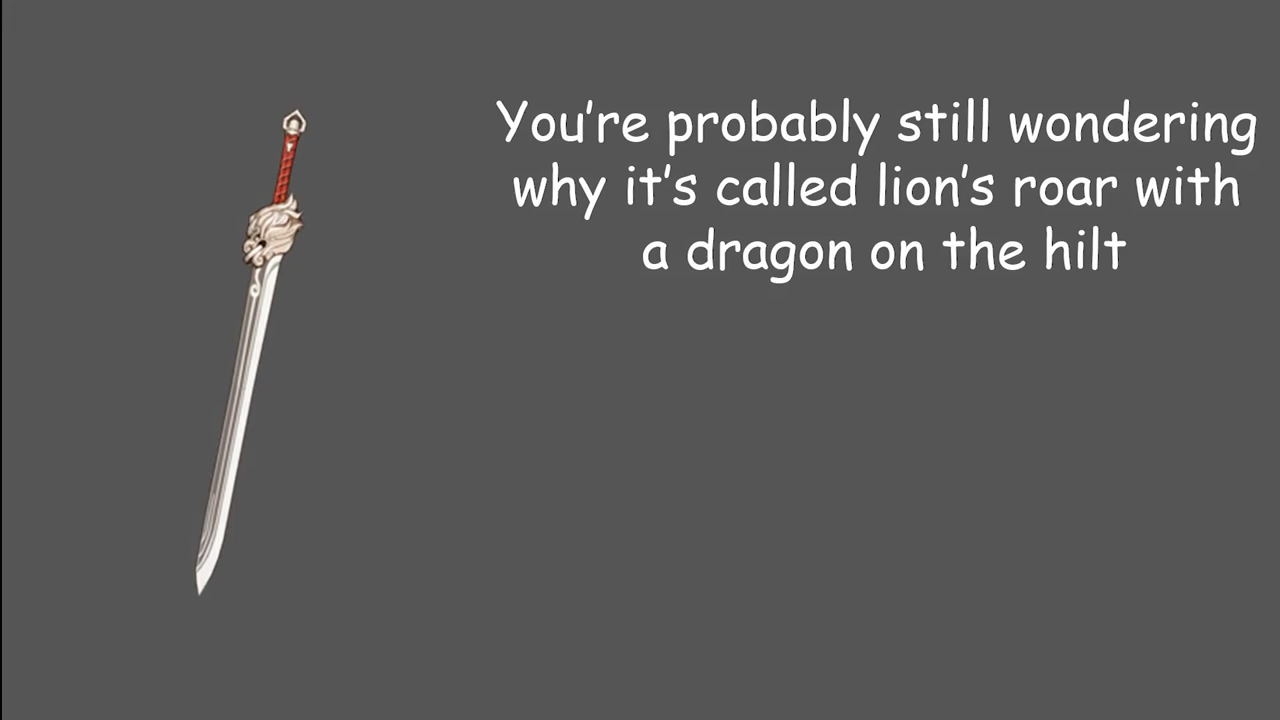 You're probably still wondering
why it's called lion's roar with
a dragon on the hilt